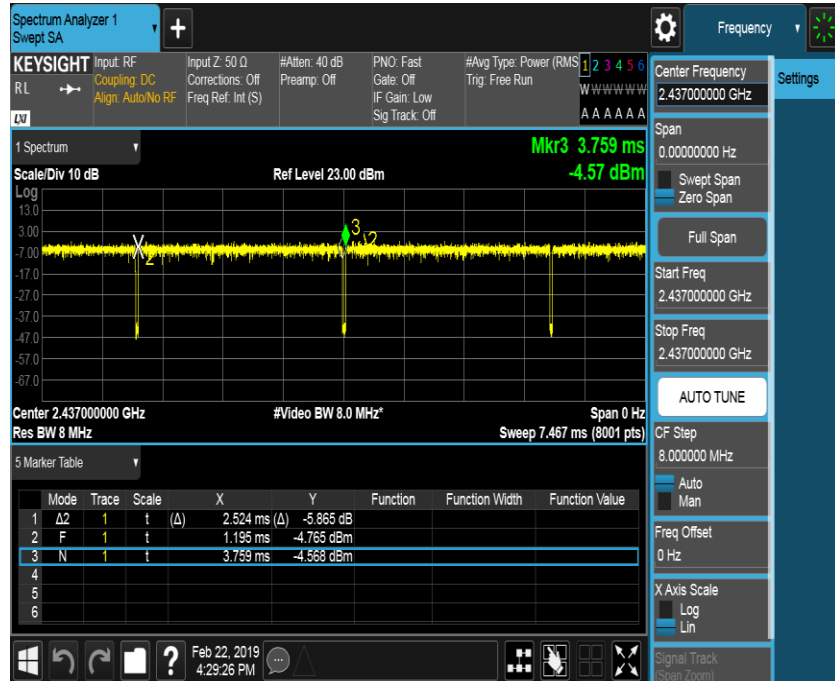 Spectrum Analyzer 1
Swept SA
+
Frequency
KEYSIGHT
RL
LXI
Input: RF
Coupling: DC
Align: Auto/No RF
Input Z: 50 Ω
Corrections: Off
Freq Ref: Int (S)
#Atten: 40 dB
Preamp: Off
PNO: Fast
Gate: Off
IF Gain: Low
Sig Track: Off
#Avg Type: Power (RMS
Trig: Free Run
1 2 3 4 5 6
W W W W W W
A A A A A A
1 Spectrum
Mkr3 3.759 ms
Scale/Div 10 dB
Ref Level 23.00 dBm
-4.57 dBm
Log
13.0
3.00
-7.00
-17.0
-27.0
-37.0
-47.0
-57.0
-67.0
X2
3
Δ2
Center 2.437000000 GHz
#Video BW 8.0 MHz*
Span 0 Hz
Res BW 8 MHz
Sweep 7.467 ms (8001 pts)
5 Marker Table
Mode Trace Scale X Y Function Function Width Function Value
1 Δ2 1 t (Δ) 2.524 ms (Δ) -5.865 dB
2 F 1 t 1.195 ms -4.765 dBm
3 N 1 t 3.759 ms -4.568 dBm
4
5
6
?
Feb 22, 2019
4:29:26 PM
Center Frequency
2.437000000 GHz
Span
0.00000000 Hz
Swept Span
Zero Span
Full Span
Start Freq
2.437000000 GHz
Stop Freq
2.437000000 GHz
AUTO TUNE
CF Step
8.000000 MHz
Auto
Man
Freq Offset
0 Hz
X Axis Scale
Log
Lin
Signal Track
(Span Zoom)
Settings